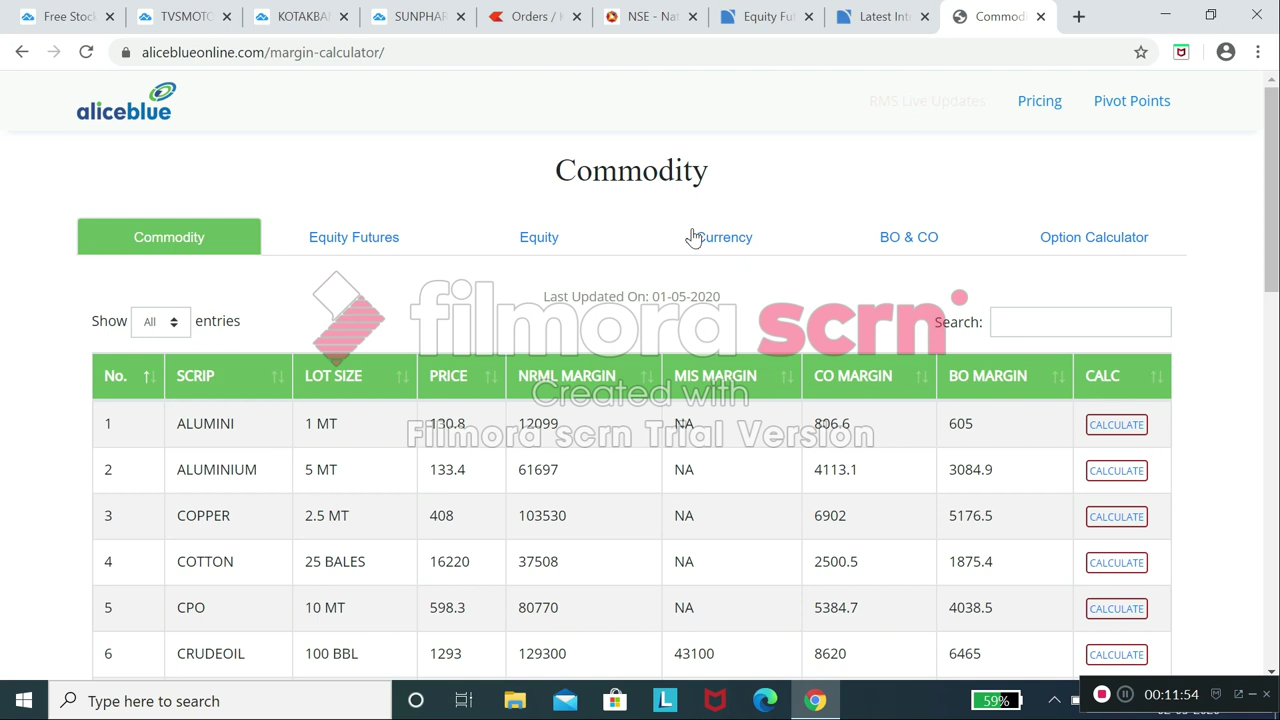 Free Stock
TVSMOTO
KOTAKBA
SUNPHAR
Orders / K
NSE - Nat
Equity Fut
Latest Int
Commod
aliceblueonline.com/margin-calculator/
aliceblue
RMS Live Updates
Pricing
Pivot Points
Commodity
Commodity
Equity Futures
Equity
Currency
BO & CO
Option Calculator
Last Updated On: 01-05-2020
Show All entries
Search:
filmora scrn
Created with
Filmora scrn Trial Version
No. SCRIP LOT SIZE PRICE NRML MARGIN MIS MARGIN CO MARGIN BO MARGIN CALC
1 ALUMINI 1 MT 130.8 12099 NA 806.6 605 CALCULATE
2 ALUMINIUM 5 MT 133.4 61697 NA 4113.1 3084.9 CALCULATE
3 COPPER 2.5 MT 408 103530 NA 6902 5176.5 CALCULATE
4 COTTON 25 BALES 16220 37508 NA 2500.5 1875.4 CALCULATE
5 CPO 10 MT 598.3 80770 NA 5384.7 4038.5 CALCULATE
6 CRUDEOIL 100 BBL 1293 129300 43100 8620 6465 CALCULATE
Type here to search
59%
00:11:54